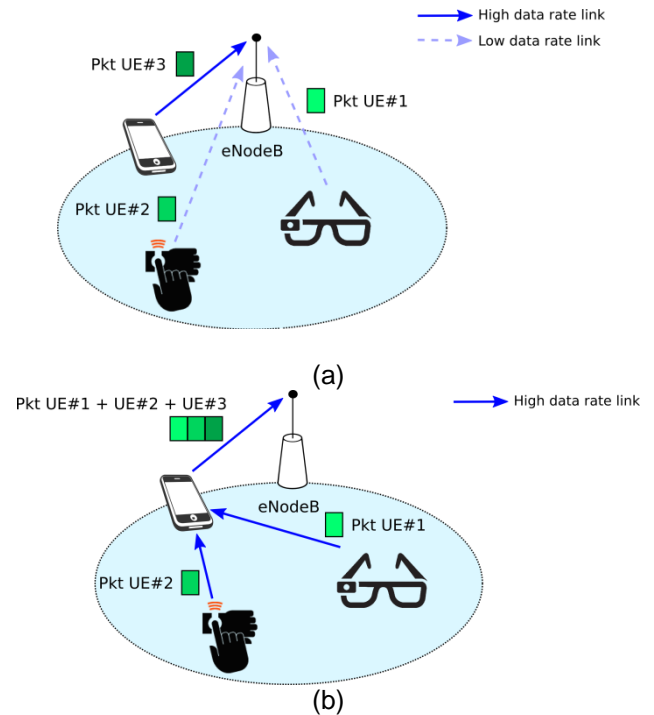 High data rate link
Low data rate link
Pkt UE#3
Pkt UE#1
eNodeB
Pkt UE#2
(a)
Pkt UE#1 + UE#2 + UE#3
High data rate link
eNodeB
Pkt UE#1
Pkt UE#2
(b)